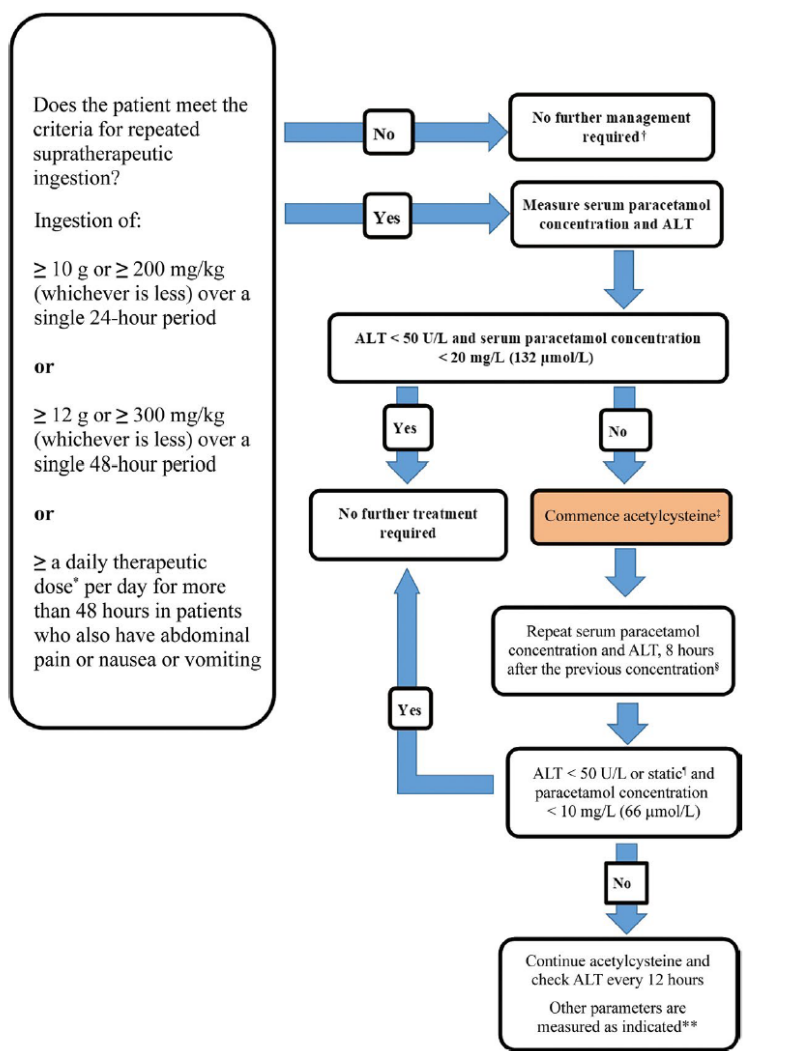 Does the patient meet the
criteria for repeated
supratherapeutic
ingestion?
Ingestion of:
≥ 10 g or ≥ 200 mg/kg
(whichever is less) over a
single 24-hour period
or
≥ 12 g or ≥ 300 mg/kg
(whichever is less) over a
single 48-hour period
or
≥ a daily therapeutic
dose* per day for more
than 48 hours in patients
who also have abdominal
pain or nausea or vomiting
No
No further management
required†
Yes
Measure serum paracetamol
concentration and ALT
ALT < 50 U/L and serum paracetamol concentration
< 20 mg/L (132 µmol/L)
Yes
No
No further treatment
required
Commence acetylcysteine‡
Repeat serum paracetamol
concentration and ALT, 8 hours
after the previous concentration§
Yes
ALT < 50 U/L or static¶ and
paracetamol concentration
< 10 mg/L (66 µmol/L)
No
Continue acetylcysteine and
check ALT every 12 hours
Other parameters are
measured as indicated**